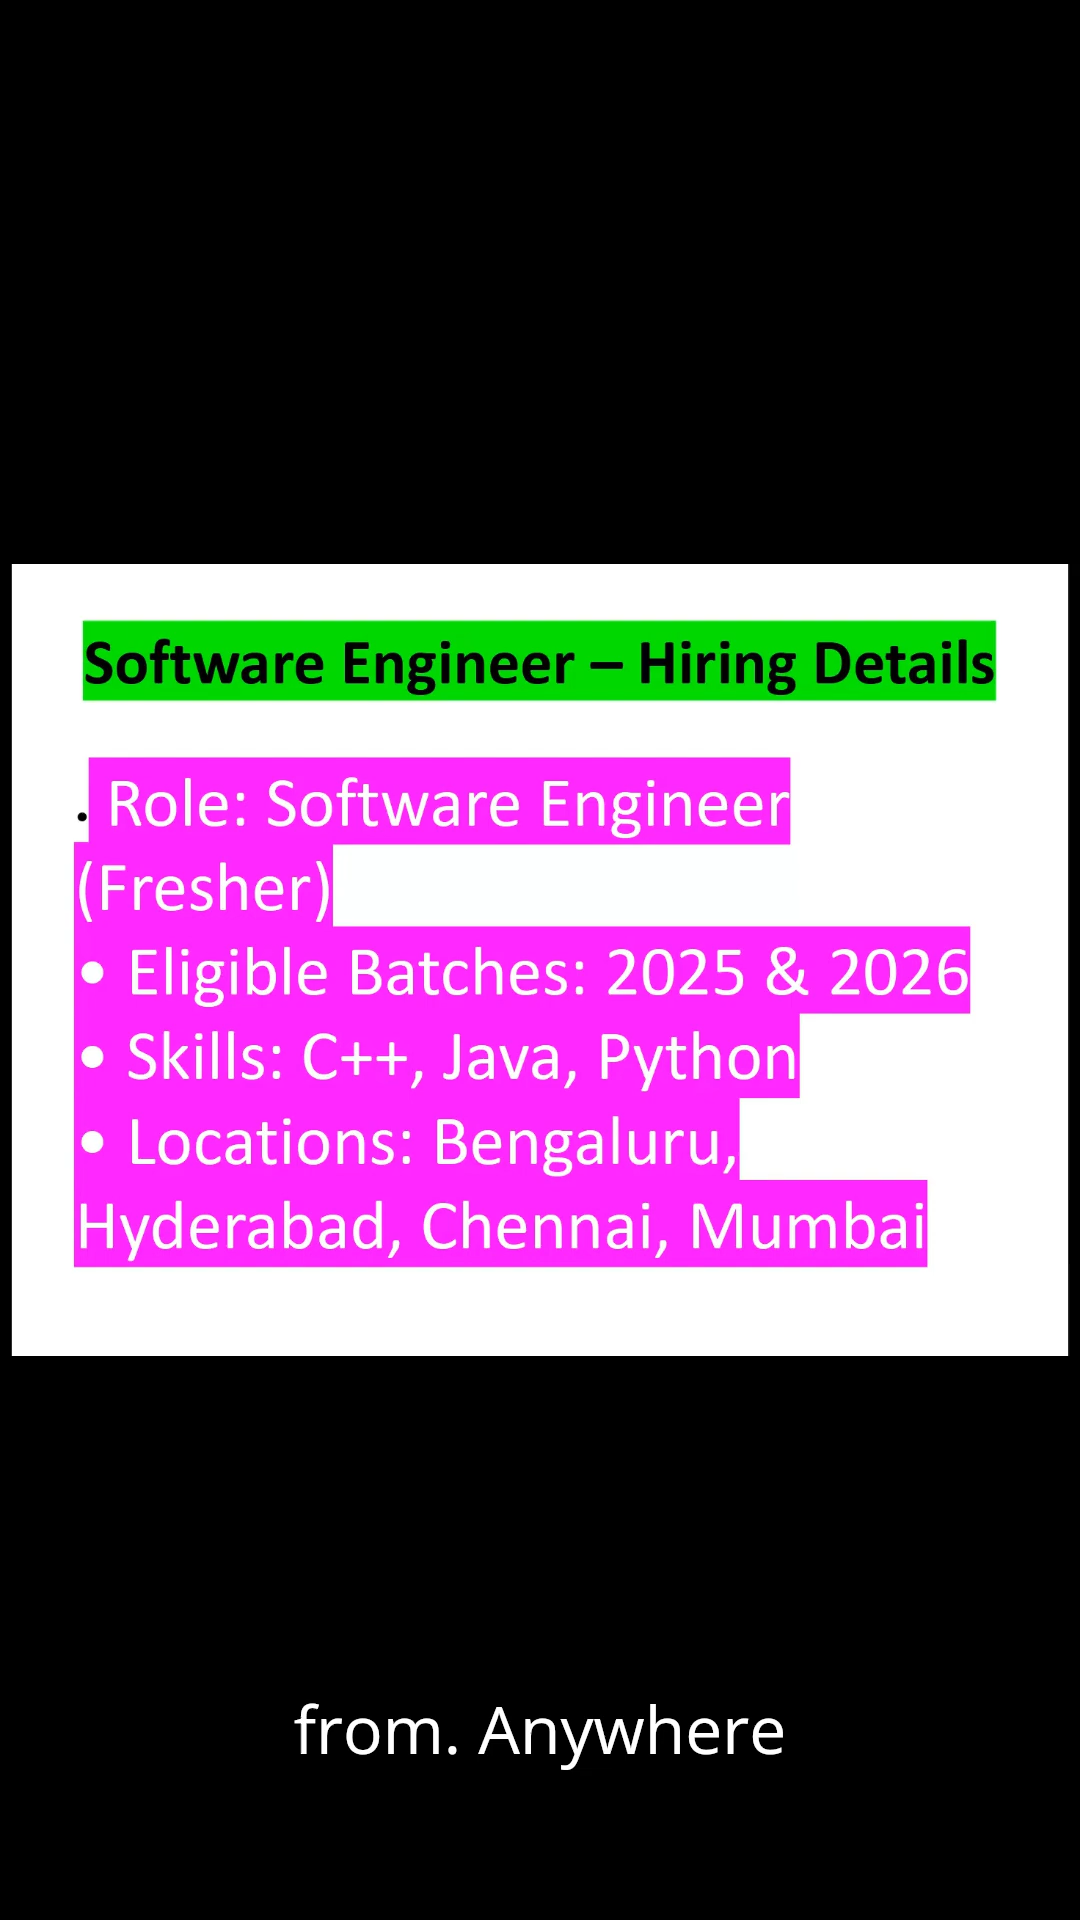 Software Engineer – Hiring Details
. Role: Software Engineer
(Fresher)
• Eligible Batches: 2025 & 2026
• Skills: C++, Java, Python
• Locations: Bengaluru,
Hyderabad, Chennai, Mumbai
from. Anywhere